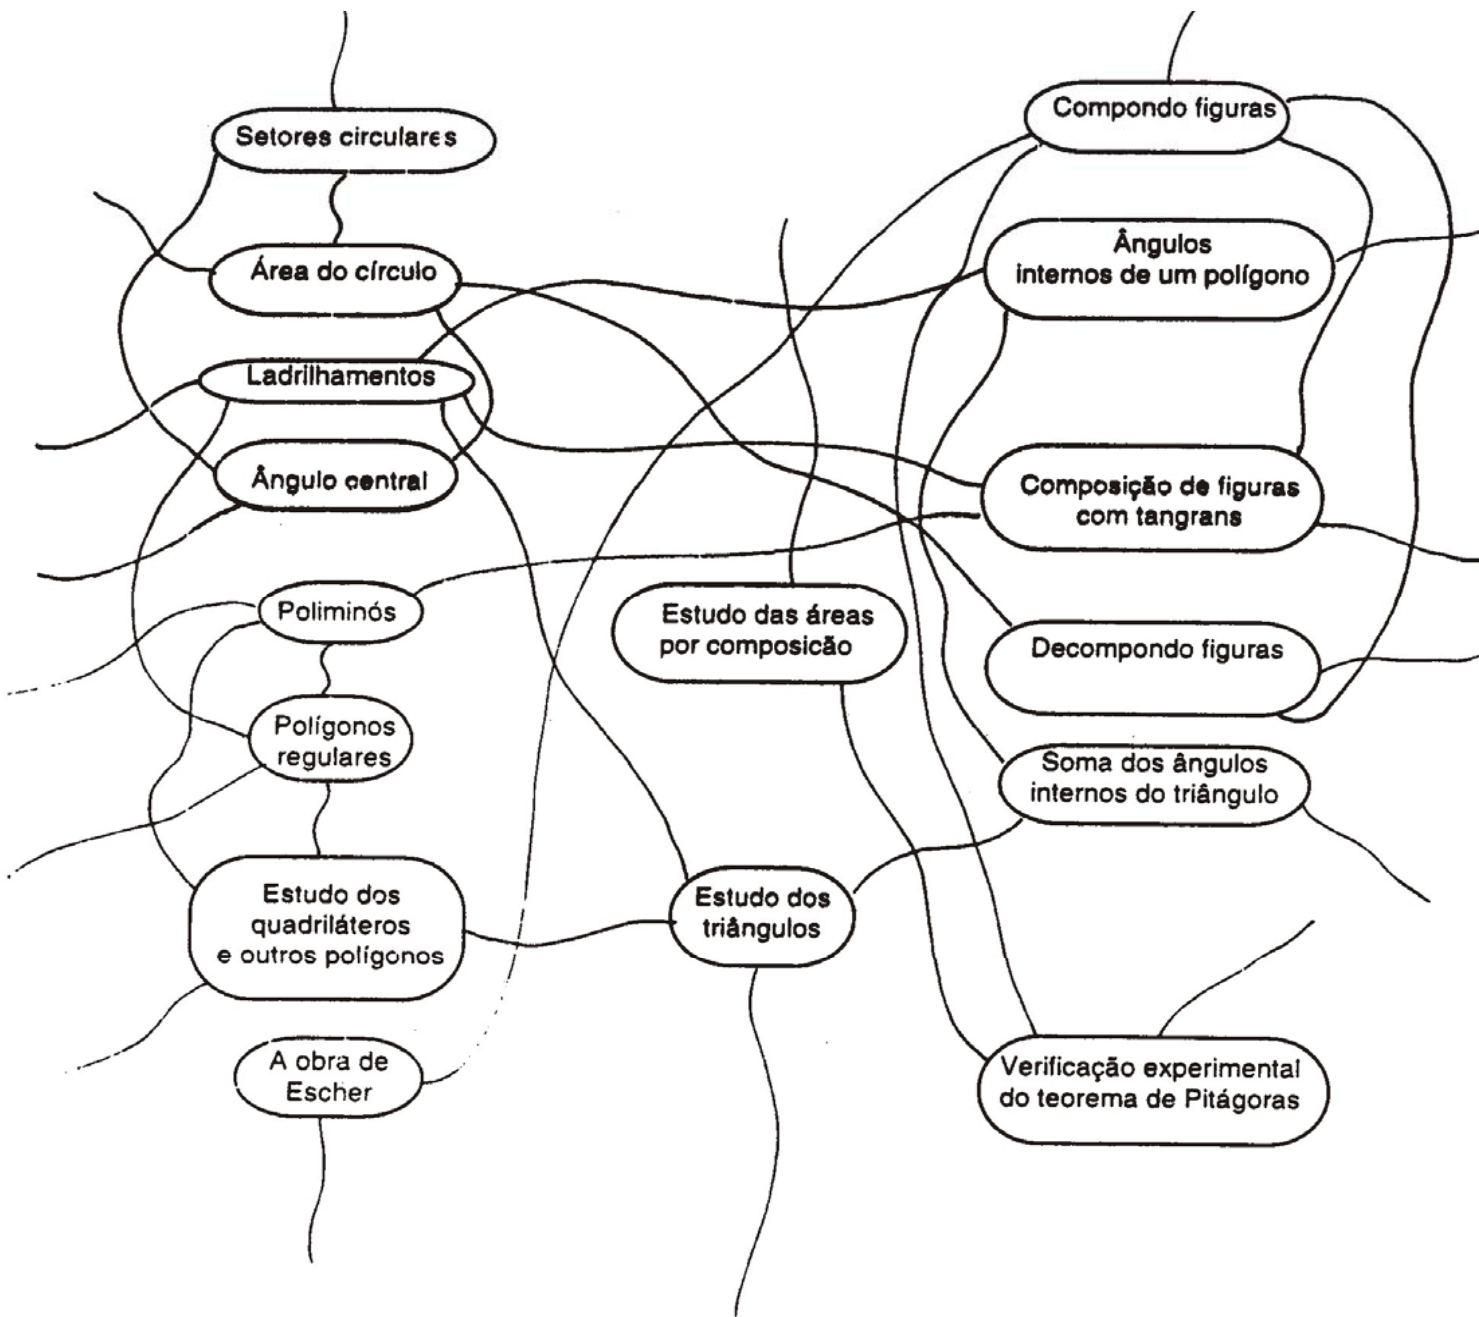 Setores circulares
Área do círculo
Ladrilhamentos
Ângulo central
Poliminós
Polígonos
regulares
Estudo dos
quadriláteros
e outros polígonos
A obra de
Escher
Estudo das áreas
por composicão
Estudo dos
triângulos
Compondo figuras
Ângulos
internos de um polígono
Composição de figuras
com tangrans
Decompondo figuras
Soma dos ângulos
internos do triângulo
Verificação experimental
do teorema de Pitágoras